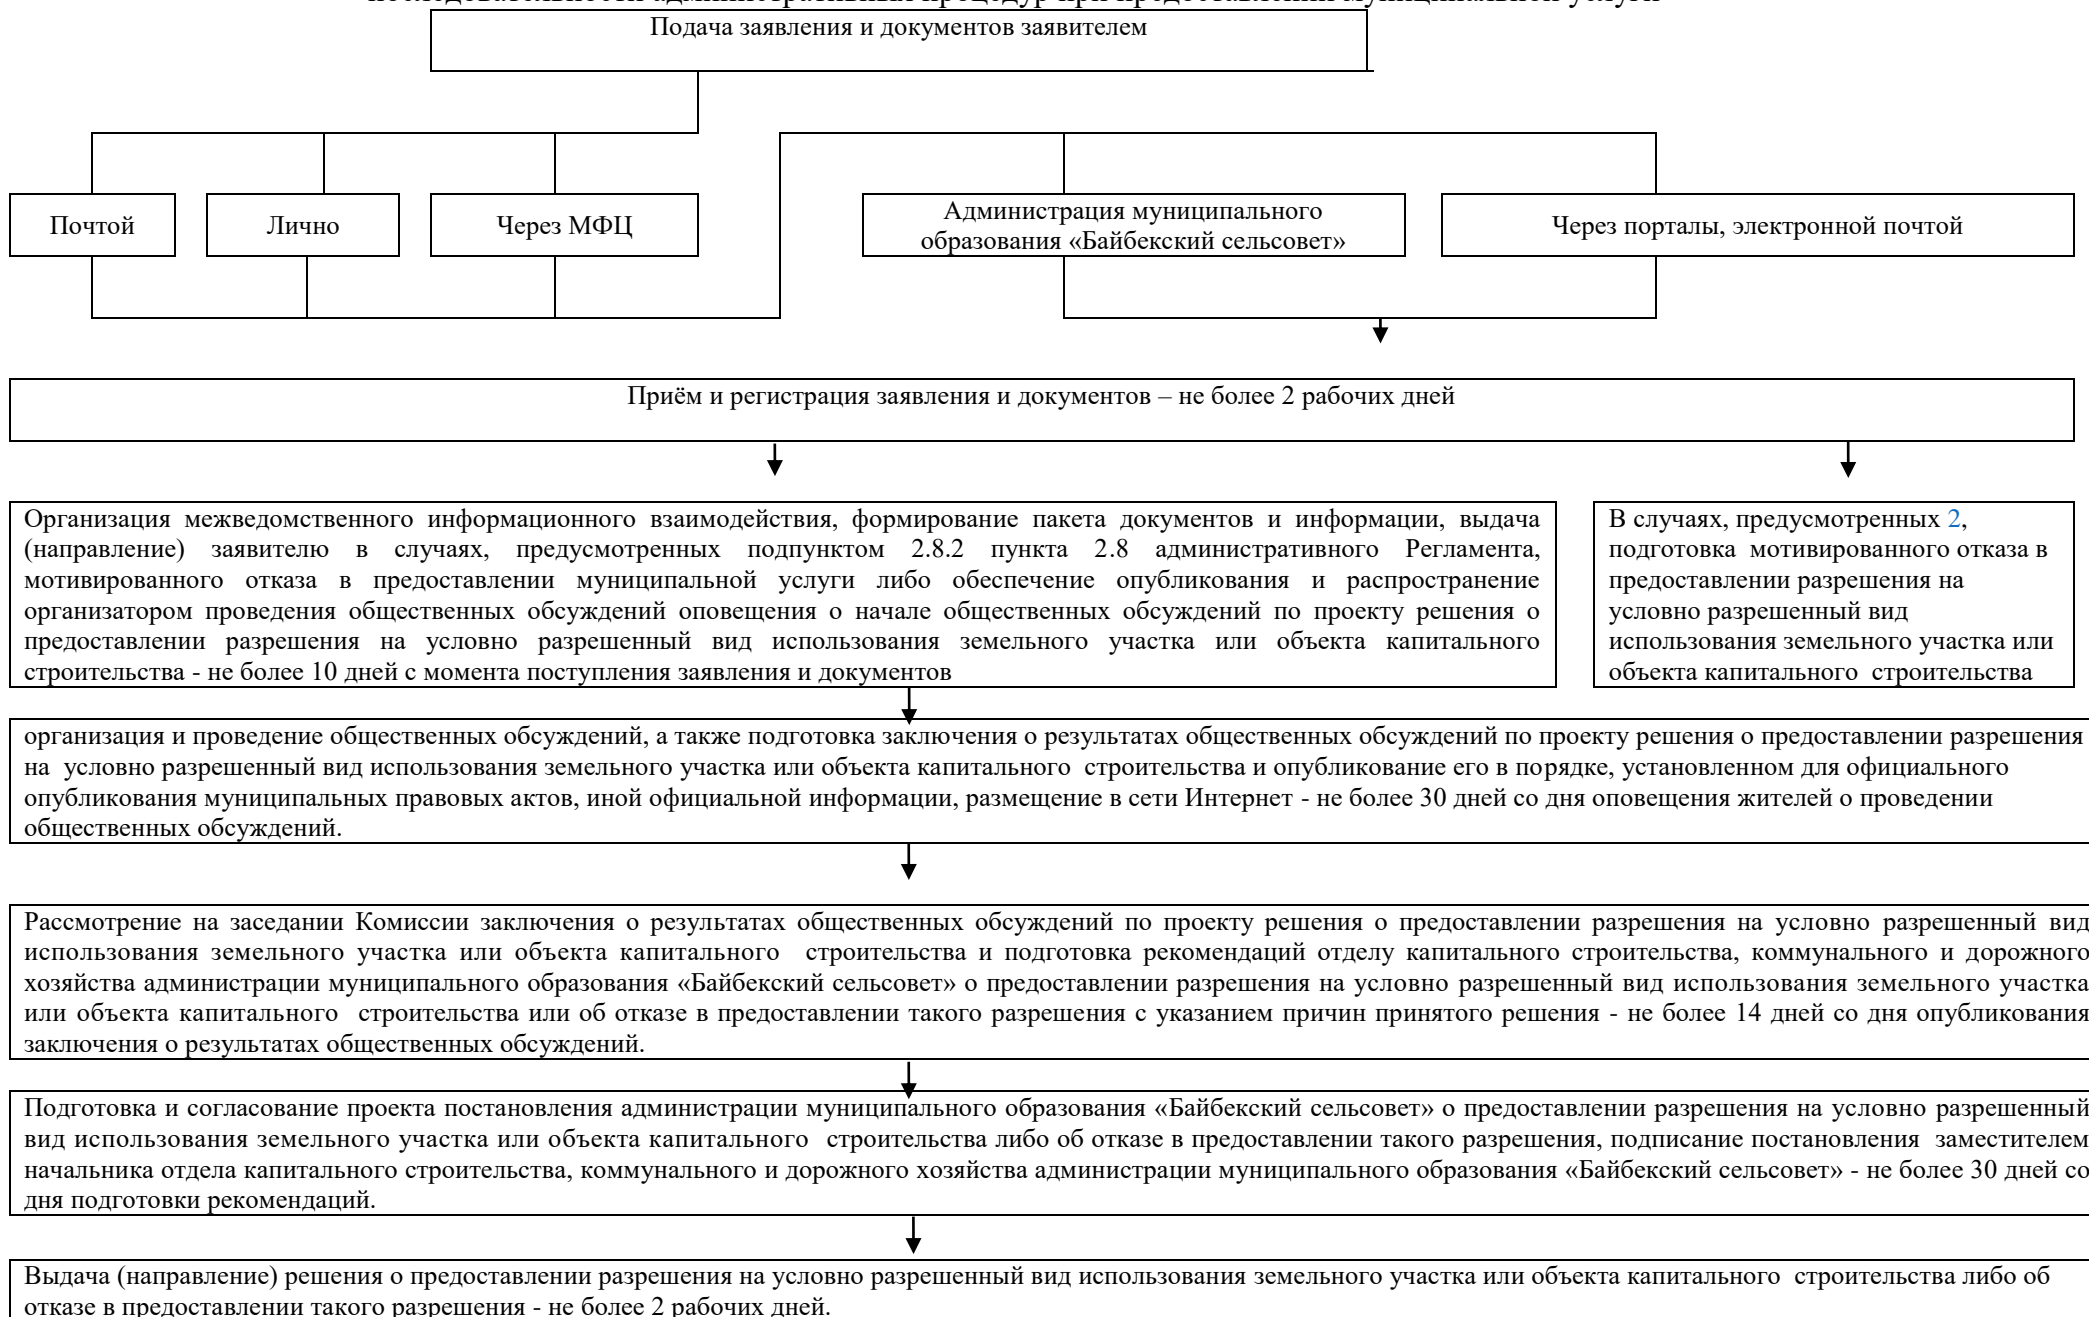 последовательности административных процедур при предоставлении муниципальной услуги
Подача заявления и документов заявителем
Почтой
Лично
Через МФЦ
Администрация муниципального
образования «Байбекский сельсовет»
Через порталы, электронной почтой
Приём и регистрация заявления и документов – не более 2 рабочих дней
Организация межведомственного информационного взаимодействия, формирование пакета документов и информации, выдача
(направление) заявителю в случаях, предусмотренных подпунктом 2.8.2 пункта 2.8 административного Регламента,
мотивированного отказа в предоставлении муниципальной услуги либо обеспечение опубликования и распространение
организатором проведения общественных обсуждений оповещения о начале общественных обсуждений по проекту решения о
предоставлении разрешения на условно разрешенный вид использования земельного участка или объекта капитального
строительства - не более 10 дней с момента поступления заявления и документов
В случаях, предусмотренных 2,
подготовка мотивированного отказа в
предоставлении разрешения на
условно разрешенный вид
использования земельного участка или
объекта капитального строительства
организация и проведение общественных обсуждений, а также подготовка заключения о результатах общественных обсуждений по проекту решения о предоставлении разрешения
на условно разрешенный вид использования земельного участка или объекта капитального строительства и опубликование его в порядке, установленном для официального
опубликования муниципальных правовых актов, иной официальной информации, размещение в сети Интернет - не более 30 дней со дня оповещения жителей о проведении
общественных обсуждений.
Рассмотрение на заседании Комиссии заключения о результатах общественных обсуждений по проекту решения о предоставлении разрешения на условно разрешенный вид
использования земельного участка или объекта капитального строительства и подготовка рекомендаций отделу капитального строительства, коммунального и дорожного
хозяйства администрации муниципального образования «Байбекский сельсовет» о предоставлении разрешения на условно разрешенный вид использования земельного участка
или объекта капитального строительства или об отказе в предоставлении такого разрешения с указанием причин принятого решения - не более 14 дней со дня опубликования
заключения о результатах общественных обсуждений.
Подготовка и согласование проекта постановления администрации муниципального образования «Байбекский сельсовет» о предоставлении разрешения на условно разрешенный
вид использования земельного участка или объекта капитального строительства либо об отказе в предоставлении такого разрешения, подписание постановления заместителем
начальника отдела капитального строительства, коммунального и дорожного хозяйства администрации муниципального образования «Байбекский сельсовет» - не более 30 дней со
дня подготовки рекомендаций.
Выдача (направление) решения о предоставлении разрешения на условно разрешенный вид использования земельного участка или объекта капитального строительства либо об
отказе в предоставлении такого разрешения - не более 2 рабочих дней.